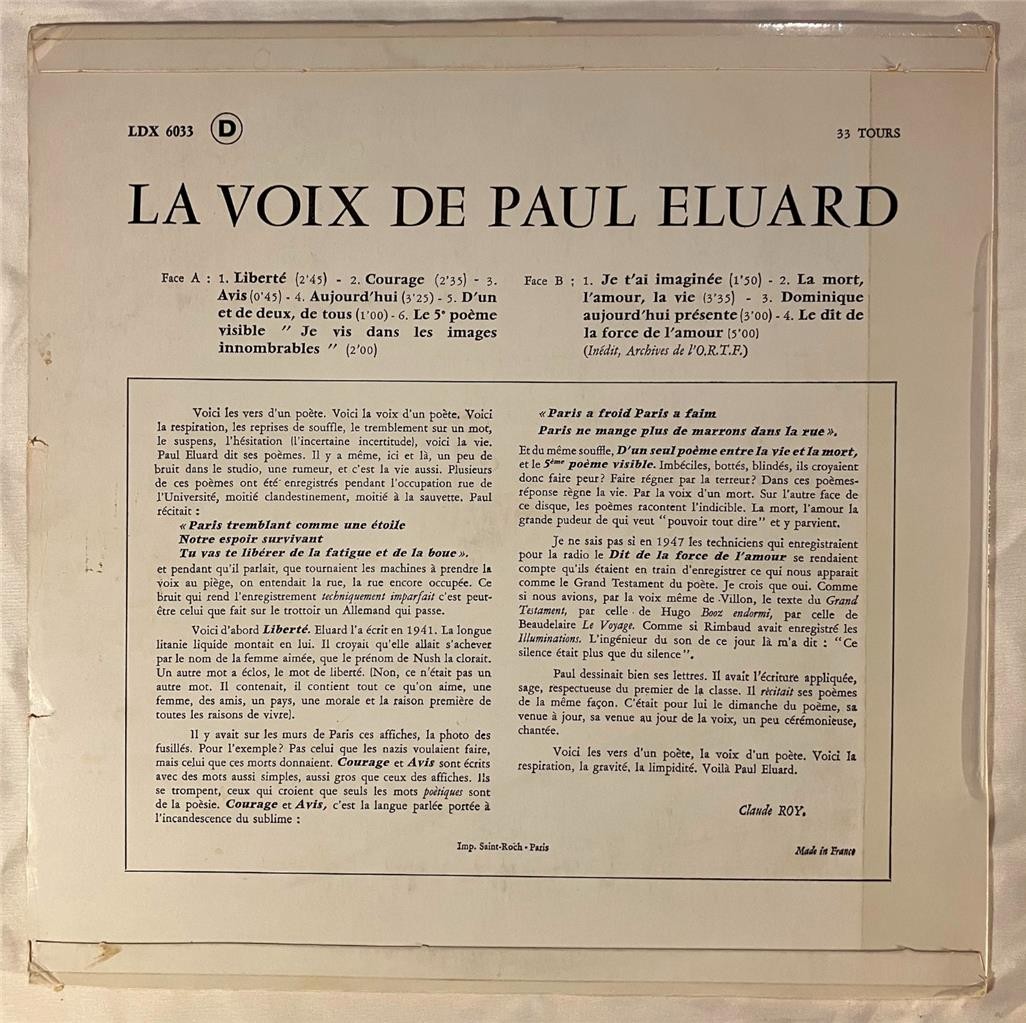 LDX 6033 D
33 TOURS
LA VOIX DE PAUL ELUARD
Face A : 1. Liberté (2'45) - 2. Courage (2'35) - 3.
Avis (0'45) - 4. Aujourd'hui (3'25) - 5. D'un
et de deux, de tous (1'00) - 6. Le 5e poème
visible " Je vis dans les images
innombrables " (2'00)
Face B : 1. Je t'ai imaginée (1'50) - 2. La mort,
l'amour, la vie (3'35) - 3. Dominique
aujourd'hui présente (3'00) - 4. Le dit de
la force de l'amour (5'00)
(Inédit, Archives de l'O.R.T.F.)
Voici les vers d'un poète. Voici la voix d'un poète. Voici
la respiration, les reprises de souffle, le tremblement sur un mot,
le suspens, l'hésitation (l'incertaine incertitude), voici la vie.
Paul Eluard dit ses poèmes. Il y a même, ici et là, un peu de
bruit dans le studio, une rumeur, et c'est la vie aussi. Plusieurs
de ces poèmes ont été enregistrés pendant l'occupation rue de
l'Université, moitié clandestinement, moitié à la sauvette. Paul
récitait :
« Paris tremblant comme une étoile
Notre espoir survivant
Tu vas te libérer de la fatigue et de la boue ».
et pendant qu'il parlait, que tournaient les machines à prendre la
voix au piège, on entendait la rue, la rue encore occupée. Ce
bruit qui rend l'enregistrement techniquement imparfait c'est peut-
être celui que fait sur le trottoir un Allemand qui passe.
Voici d'abord Liberté. Eluard l'a écrit en 1941. La longue
litanie liquide montait en lui. Il croyait qu'elle allait s'achever
par le nom de la femme aimée, que le prénom de Nush la clorait.
Un autre mot a éclos, le mot de liberté. (Non, ce n'était pas un
autre mot. Il contenait, il contient tout ce qu'on aime, une
femme, des amis, un pays, une morale et la raison première de
toutes les raisons de vivre).
Il y avait sur les murs de Paris ces affiches, la photo des
fusillés. Pour l'exemple? Pas celui que les nazis voulaient faire,
mais celui que ces morts donnaient. Courage et Avis sont écrits
avec des mots aussi simples, aussi gros que ceux des affiches. Ils
se trompent, ceux qui croient que seuls les mots poètiques sont
de la poèsie. Courage et Avis, c'est la langue parlée portée à
l'incandescence du sublime :
« Paris a froid Paris a faim
Paris ne mange plus de marrons dans la rue ».
Et du même souffle, D'un seul poème entre la vie et la mort,
et le 5ème poème visible. Imbéciles, bottés, blindés, ils croyaient
donc faire peur? Faire régner par la terreur? Dans ces poèmes-
réponse règne la vie. Par la voix d'un mort. Sur l'autre face de
ce disque, les poèmes racontent l'indicible. La mort, l'amour la
grande pudeur de qui veut "pouvoir tout dire" et y parvient.
Je ne sais pas si en 1947 les techniciens qui enregistraient
pour la radio le Dit de la force de l'amour se rendaient
compte qu'ils étaient en train d'enregistrer ce qui nous apparait
comme le Grand Testament du poète. Je crois que oui. Comme
si nous avions, par la voix même de Villon, le texte du Grand
Testament, par celle de Hugo Booz endormi, par celle de
Beaudelaire Le Voyage. Comme si Rimbaud avait enregistré les
Illuminations. L'ingénieur du son de ce jour là m'a dit : "Ce
silence était plus que du silence".
Paul dessinait bien ses lettres. Il avait l'écriture appliquée,
sage, respectueuse du premier de la classe. Il récitait ses poèmes
de la même façon. C'était pour lui le dimanche du poème, sa
venue à jour, sa venue au jour de la voix, un peu cérémonieuse,
chantée.
Voici les vers d'un poète, la voix d'un poète. Voici la
respiration, la gravité, la limpidité. Voilà Paul Eluard.
Claude ROY.
Imp. Saint-Roch - Paris
Made in France